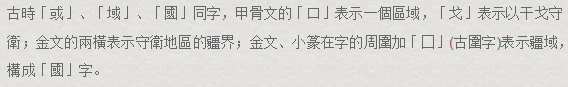 古時「或」、「域」、「國」同字，甲骨文的「口」表示一個區域，「戈」表示以干戈守
衛；金文的兩橫表示守衛地區的疆界；金文、小篆在字的周圍加「囗」(古圍字)表示疆域，
構成「國」字。